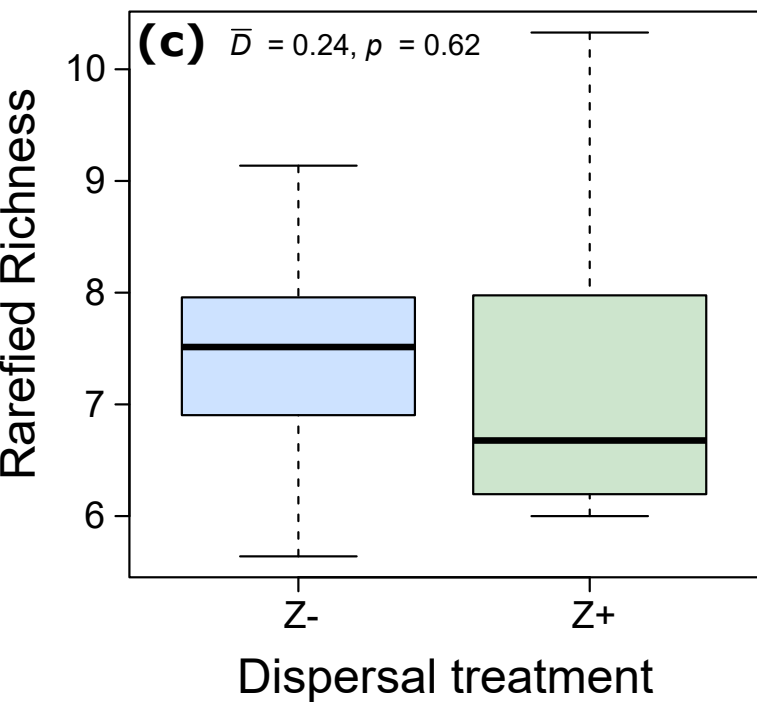 (c) D̅ = 0.24, p = 0.62
Rarefied Richness
10
9
8
7
6
Z- Z+
Dispersal treatment